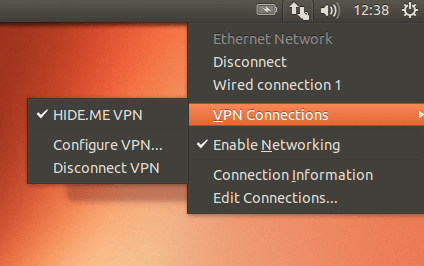 12:38
Ethernet Network
Disconnect
Wired connection 1
VPN Connections
HIDE.ME VPN
Configure VPN...
Disconnect VPN
Enable Networking
Connection Information
Edit Connections...